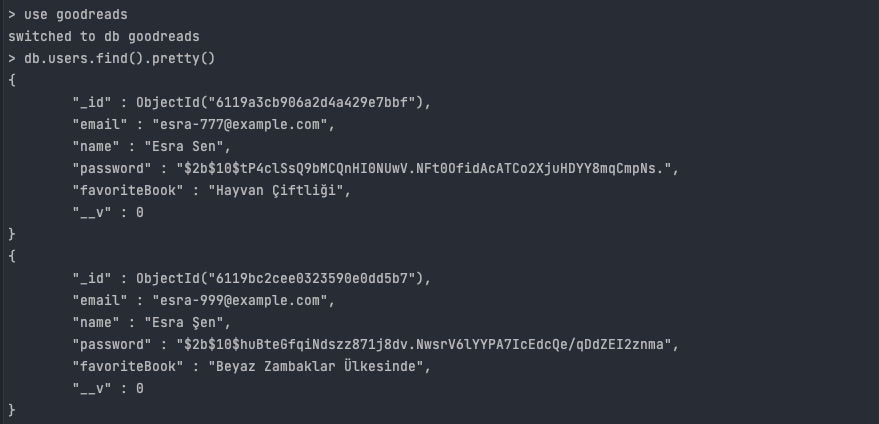 > use goodreads
switched to db goodreads
> db.users.find().pretty()
{
"_id" : ObjectId("6119a3cb906a2d4a429e7bbf"),
"email" : "esra-777@example.com",
"name" : "Esra Sen",
"password" : "$2b$10$tP4clSsQ9bMCQnHI0NUwV.NFt0OfidAcATCo2XjuHDYY8mqCmpNs.",
"favoriteBook" : "Hayvan Çiftliği",
"__v" : 0
}
{
"_id" : ObjectId("6119bc2cee0323590e0dd5b7"),
"email" : "esra-999@example.com",
"name" : "Esra Şen",
"password" : "$2b$10$huBteGfqiNdszz871j8dv.NwsrV6lYYPA7IcEdcQe/qDdZEI2znma",
"favoriteBook" : "Beyaz Zambaklar Ülkesinde",
"__v" : 0
}